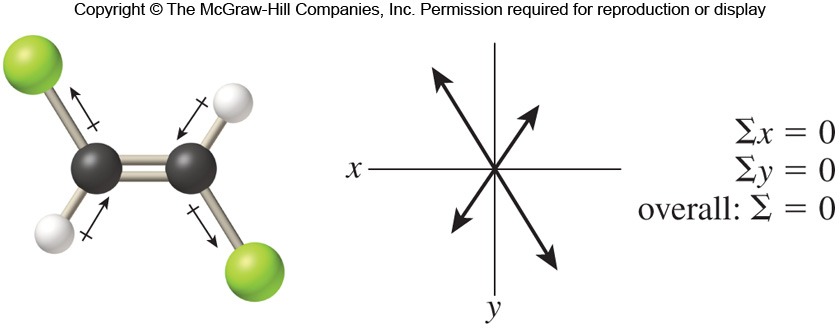 Copyright © The McGraw-Hill Companies, Inc. Permission required for reproduction or display
x
y
Σx = 0
Σy = 0
overall: Σ = 0